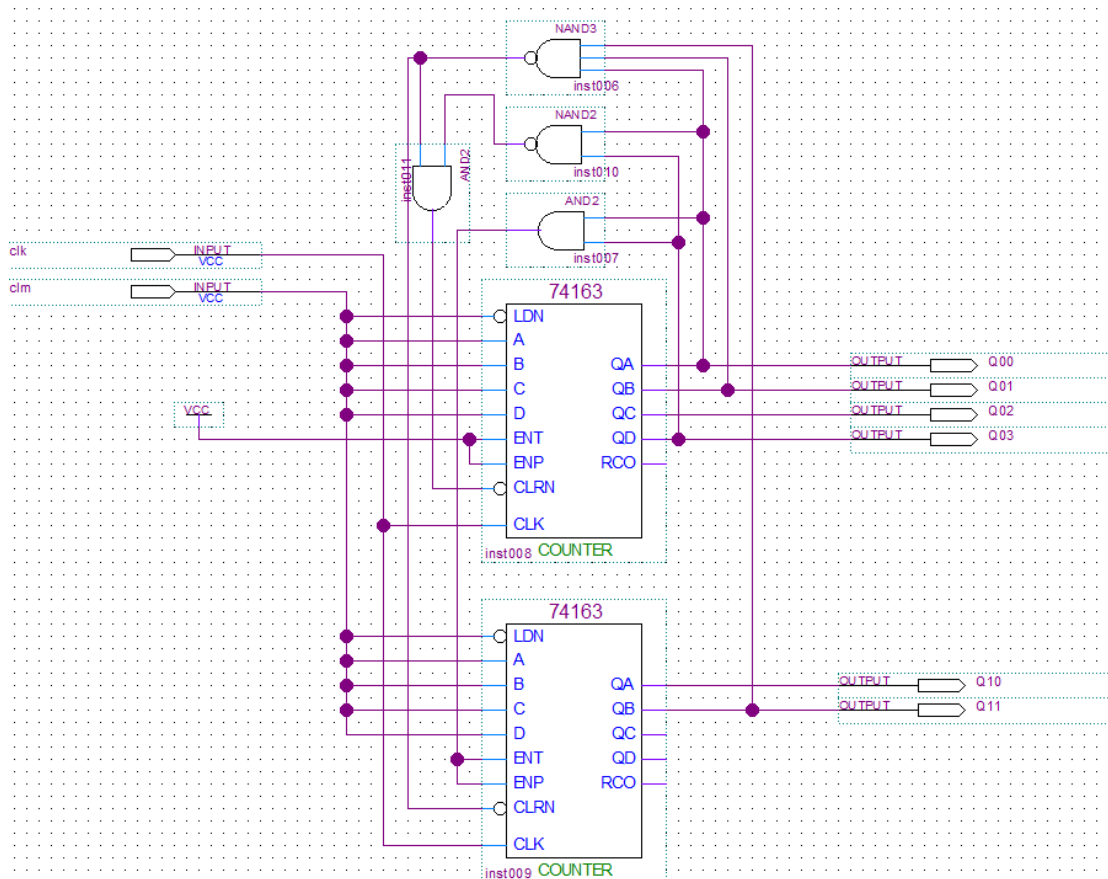 NAND3
inst006
NAND2
inst010
AND2
inst011
AND2
inst007
clk
INPUT
VCC
clm
INPUT
VCC
74163
LDN
A
B
C
D
ENT
ENP
CLRN
CLK
QA
QB
QC
QD
RCO
inst008
COUNTER
VCC
OUTPUT
Q00
OUTPUT
Q01
OUTPUT
Q02
OUTPUT
Q03
74163
LDN
A
B
C
D
ENT
ENP
CLRN
CLK
QA
QB
QC
QD
RCO
inst009
COUNTER
OUTPUT
Q10
OUTPUT
Q11